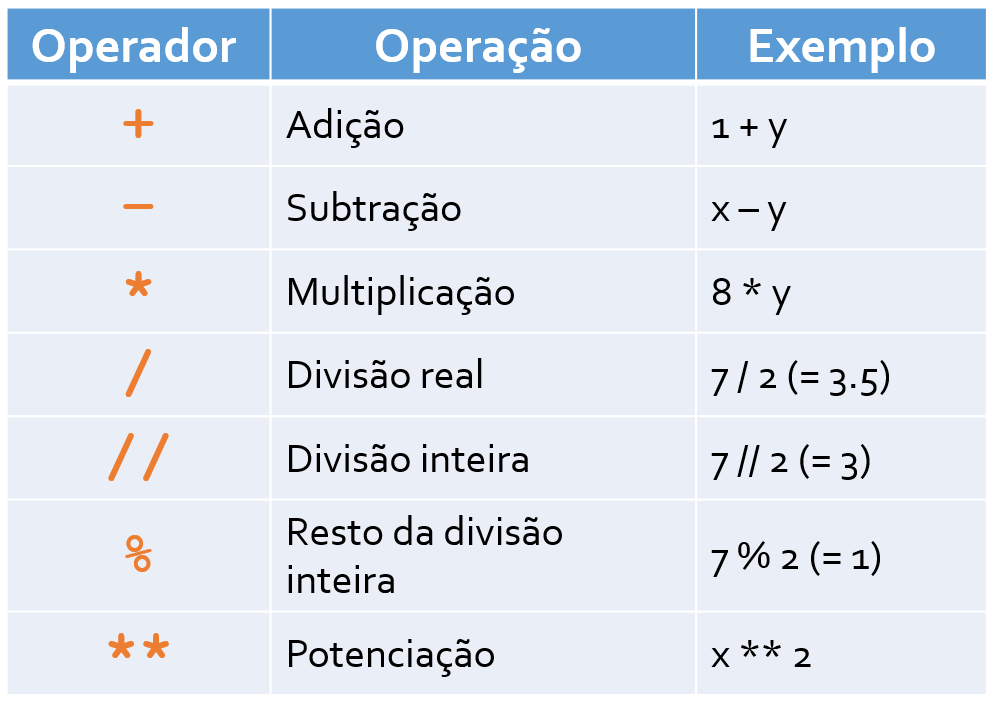 Operador Operação Exemplo
+ Adição 1 + y
– Subtração x – y
* Multiplicação 8 * y
/ Divisão real 7 / 2 (= 3.5)
// Divisão inteira 7 // 2 (= 3)
% Resto da divisão
inteira 7 % 2 (= 1)
** Potenciação x ** 2